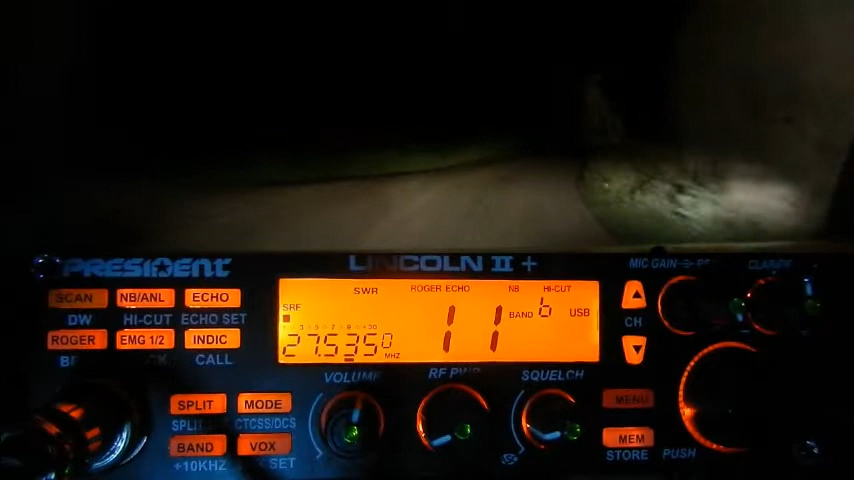 PRESIDENT
LINCOLN II +
MIC GAIN
SCAN NB/ANL ECHO
DW HI-CUT ECHO SET
ROGER EMG 1/2 INDIC
CALL
SWR ROGER ECHO NB HI-CUT
SRF
11 BAND 6 USB
27.5350 MHZ
CH
VOLUME RF PWR SQUELCH
SPLIT MODE
CTCSS/DCS
BAND VOX
+10KHZ SET
MENU
MEM
STORE PUSH